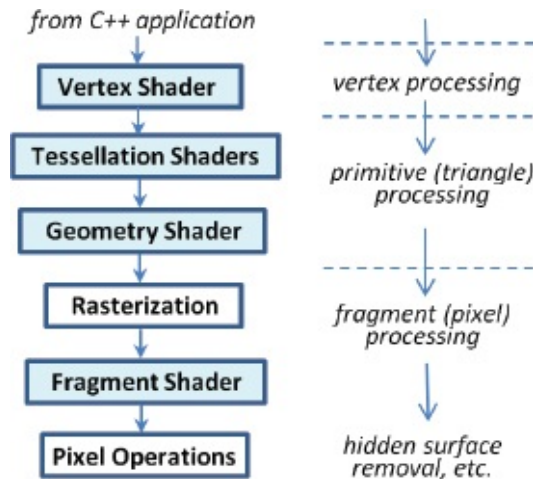 from C++ application
Vertex Shader
Tessellation Shaders
Geometry Shader
Rasterization
Fragment Shader
Pixel Operations
vertex processing
primitive (triangle)
processing
fragment (pixel)
processing
hidden surface
removal, etc.